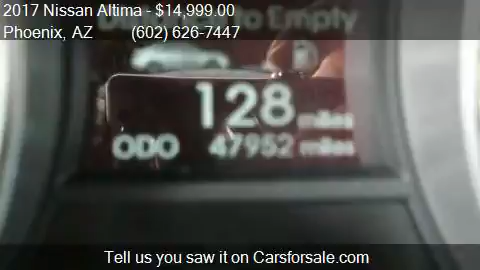 2017 Nissan Altima - $14,999.00
Phoenix, AZ (602) 626-7447
to Empty
128 miles
ODO 47952 miles
Tell us you saw it on Carsforsale.com